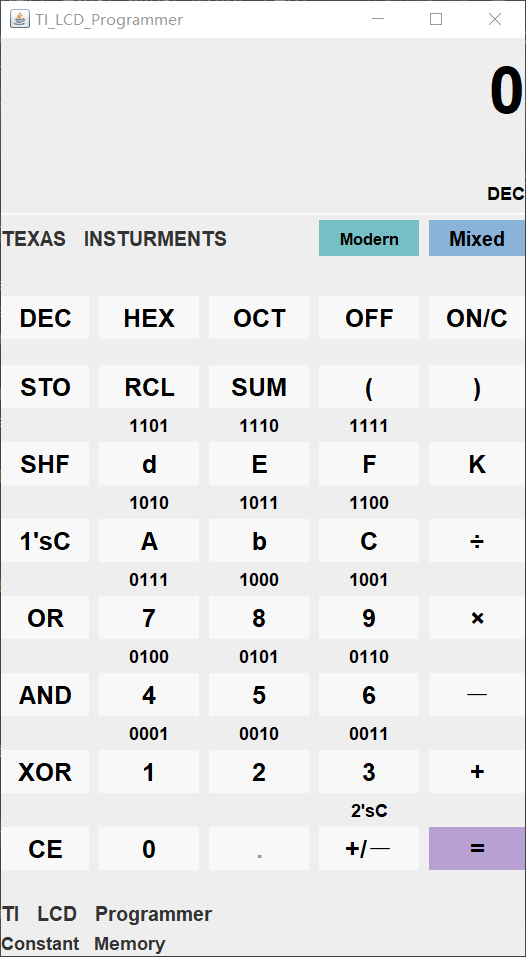 TI_LCD_Programmer
0
DEC
TEXAS INSTURMENTS Modern Mixed
DEC HEX OCT OFF ON/C
STO RCL SUM ( )
1101 1110 1111
SHF d E F K
1010 1011 1100
1'sC A b C ÷
0111 1000 1001
OR 7 8 9 ×
0100 0101 0110
AND 4 5 6 —
0001 0010 0011
XOR 1 2 3 +
2'sC
CE 0 . +/— =
TI LCD Programmer
Constant Memory